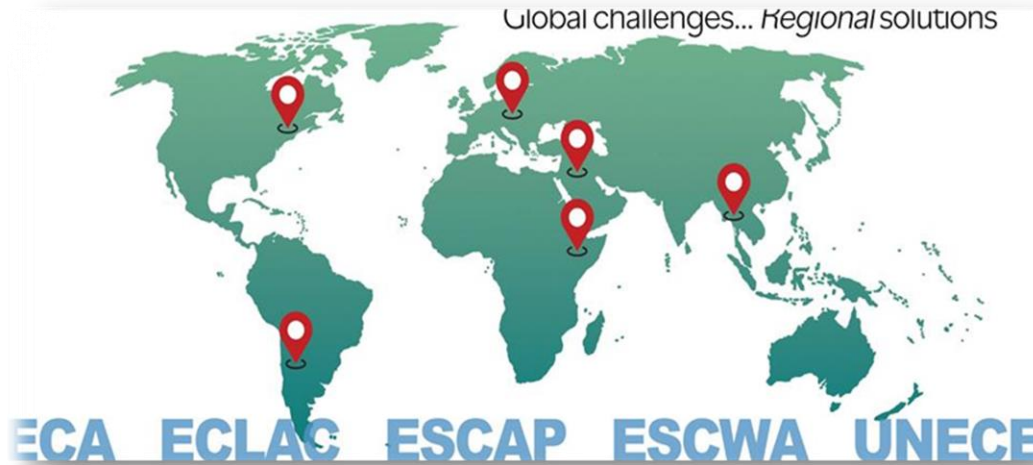 Global challenges... Regional solutions
ECA ECLAC ESCAP ESCWA UNECE